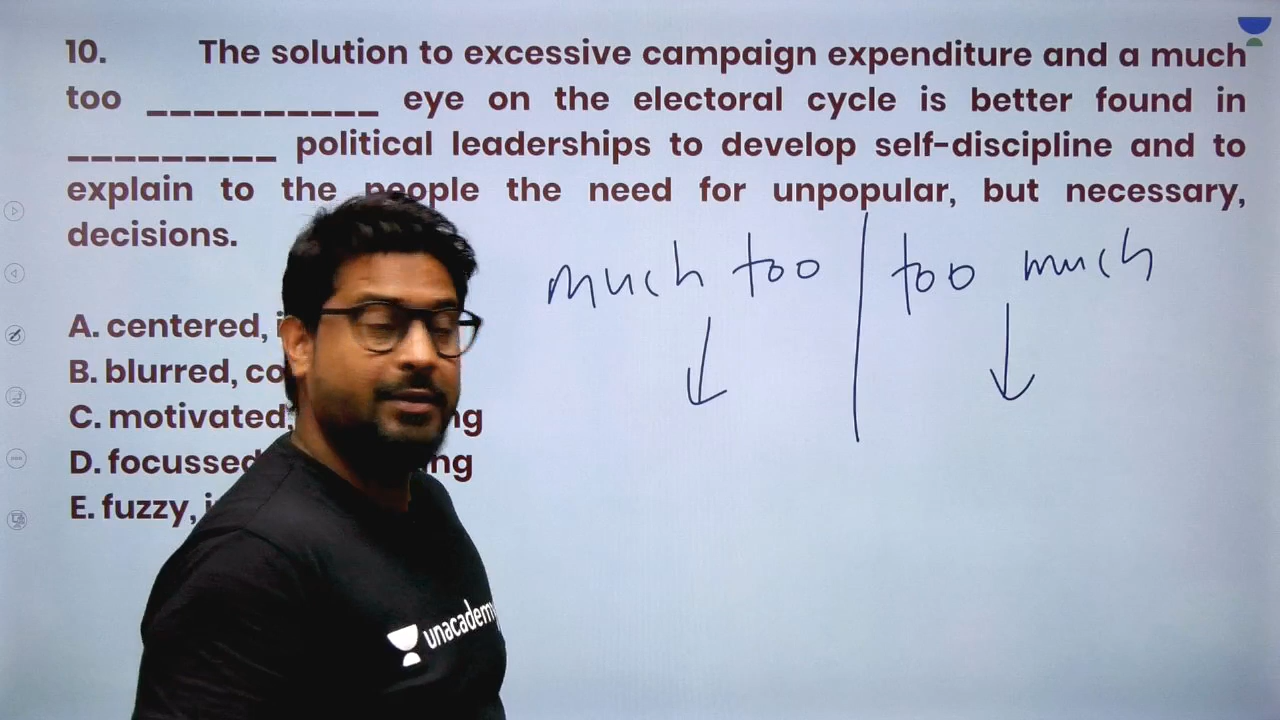 10. The solution to excessive campaign expenditure and a much
too __________ eye on the electoral cycle is better found in
_________ political leaderships to develop self-discipline and to
explain to the people the need for unpopular, but necessary,
decisions.
much too
too much
A. centered,
B. blurred,
C. motivated,
D. focussed
E. fuzzy,
unacademy